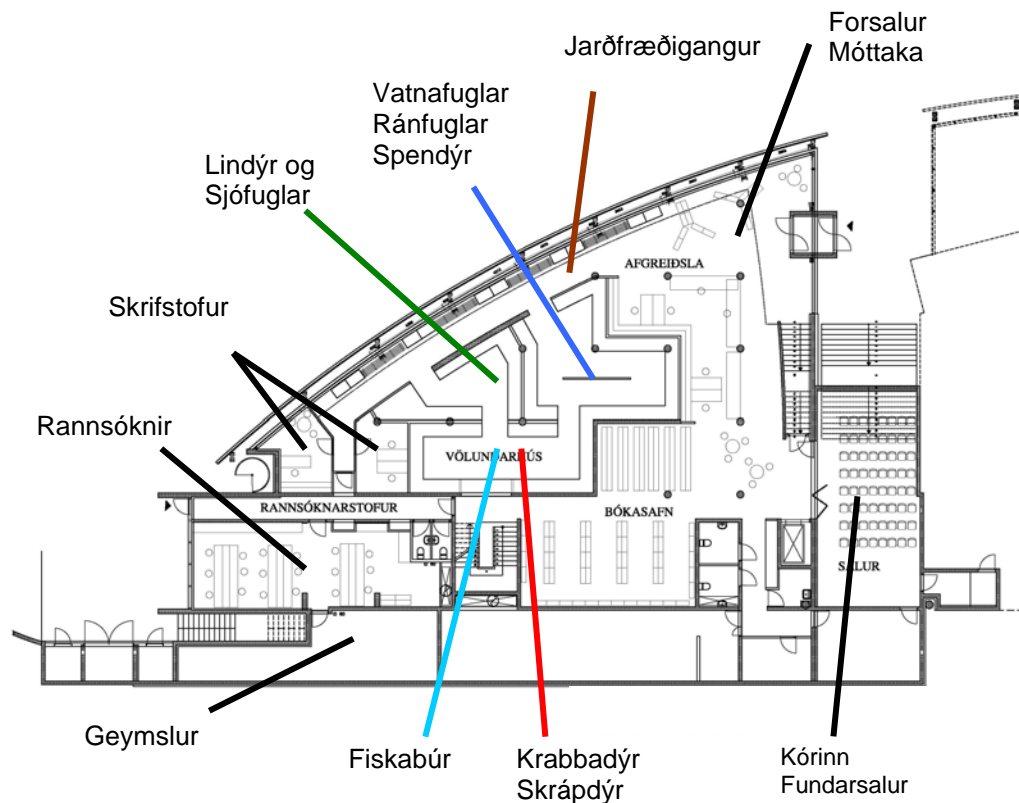 Forsalur
Móttaka
Jarðfræðigangur
Vatnafuglar
Ránfuglar
Spendýr
Lindýr og
Sjófuglar
AFGREIÐSLA
Skrifstofur
Rannsóknir
VÖLUNDARHÚS
RANNSÓKNARSTOFUR
BÓKASAFN
SALUR
Geymslur
Fiskabúr
Krabbadýr
Skrápdýr
Kórinn
Fundarsalur